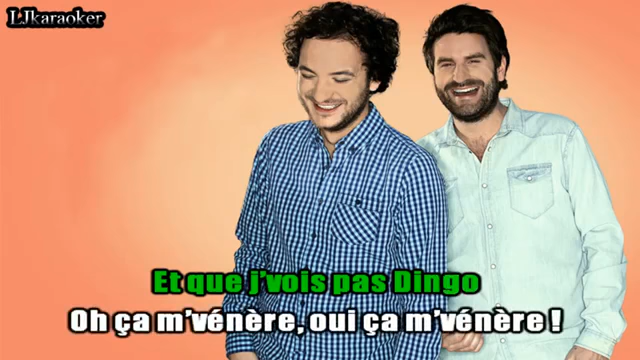 LJkaraoker
Et que j'vois pas Dingo
Oh ça m'vénère, oui ça m'vénère !